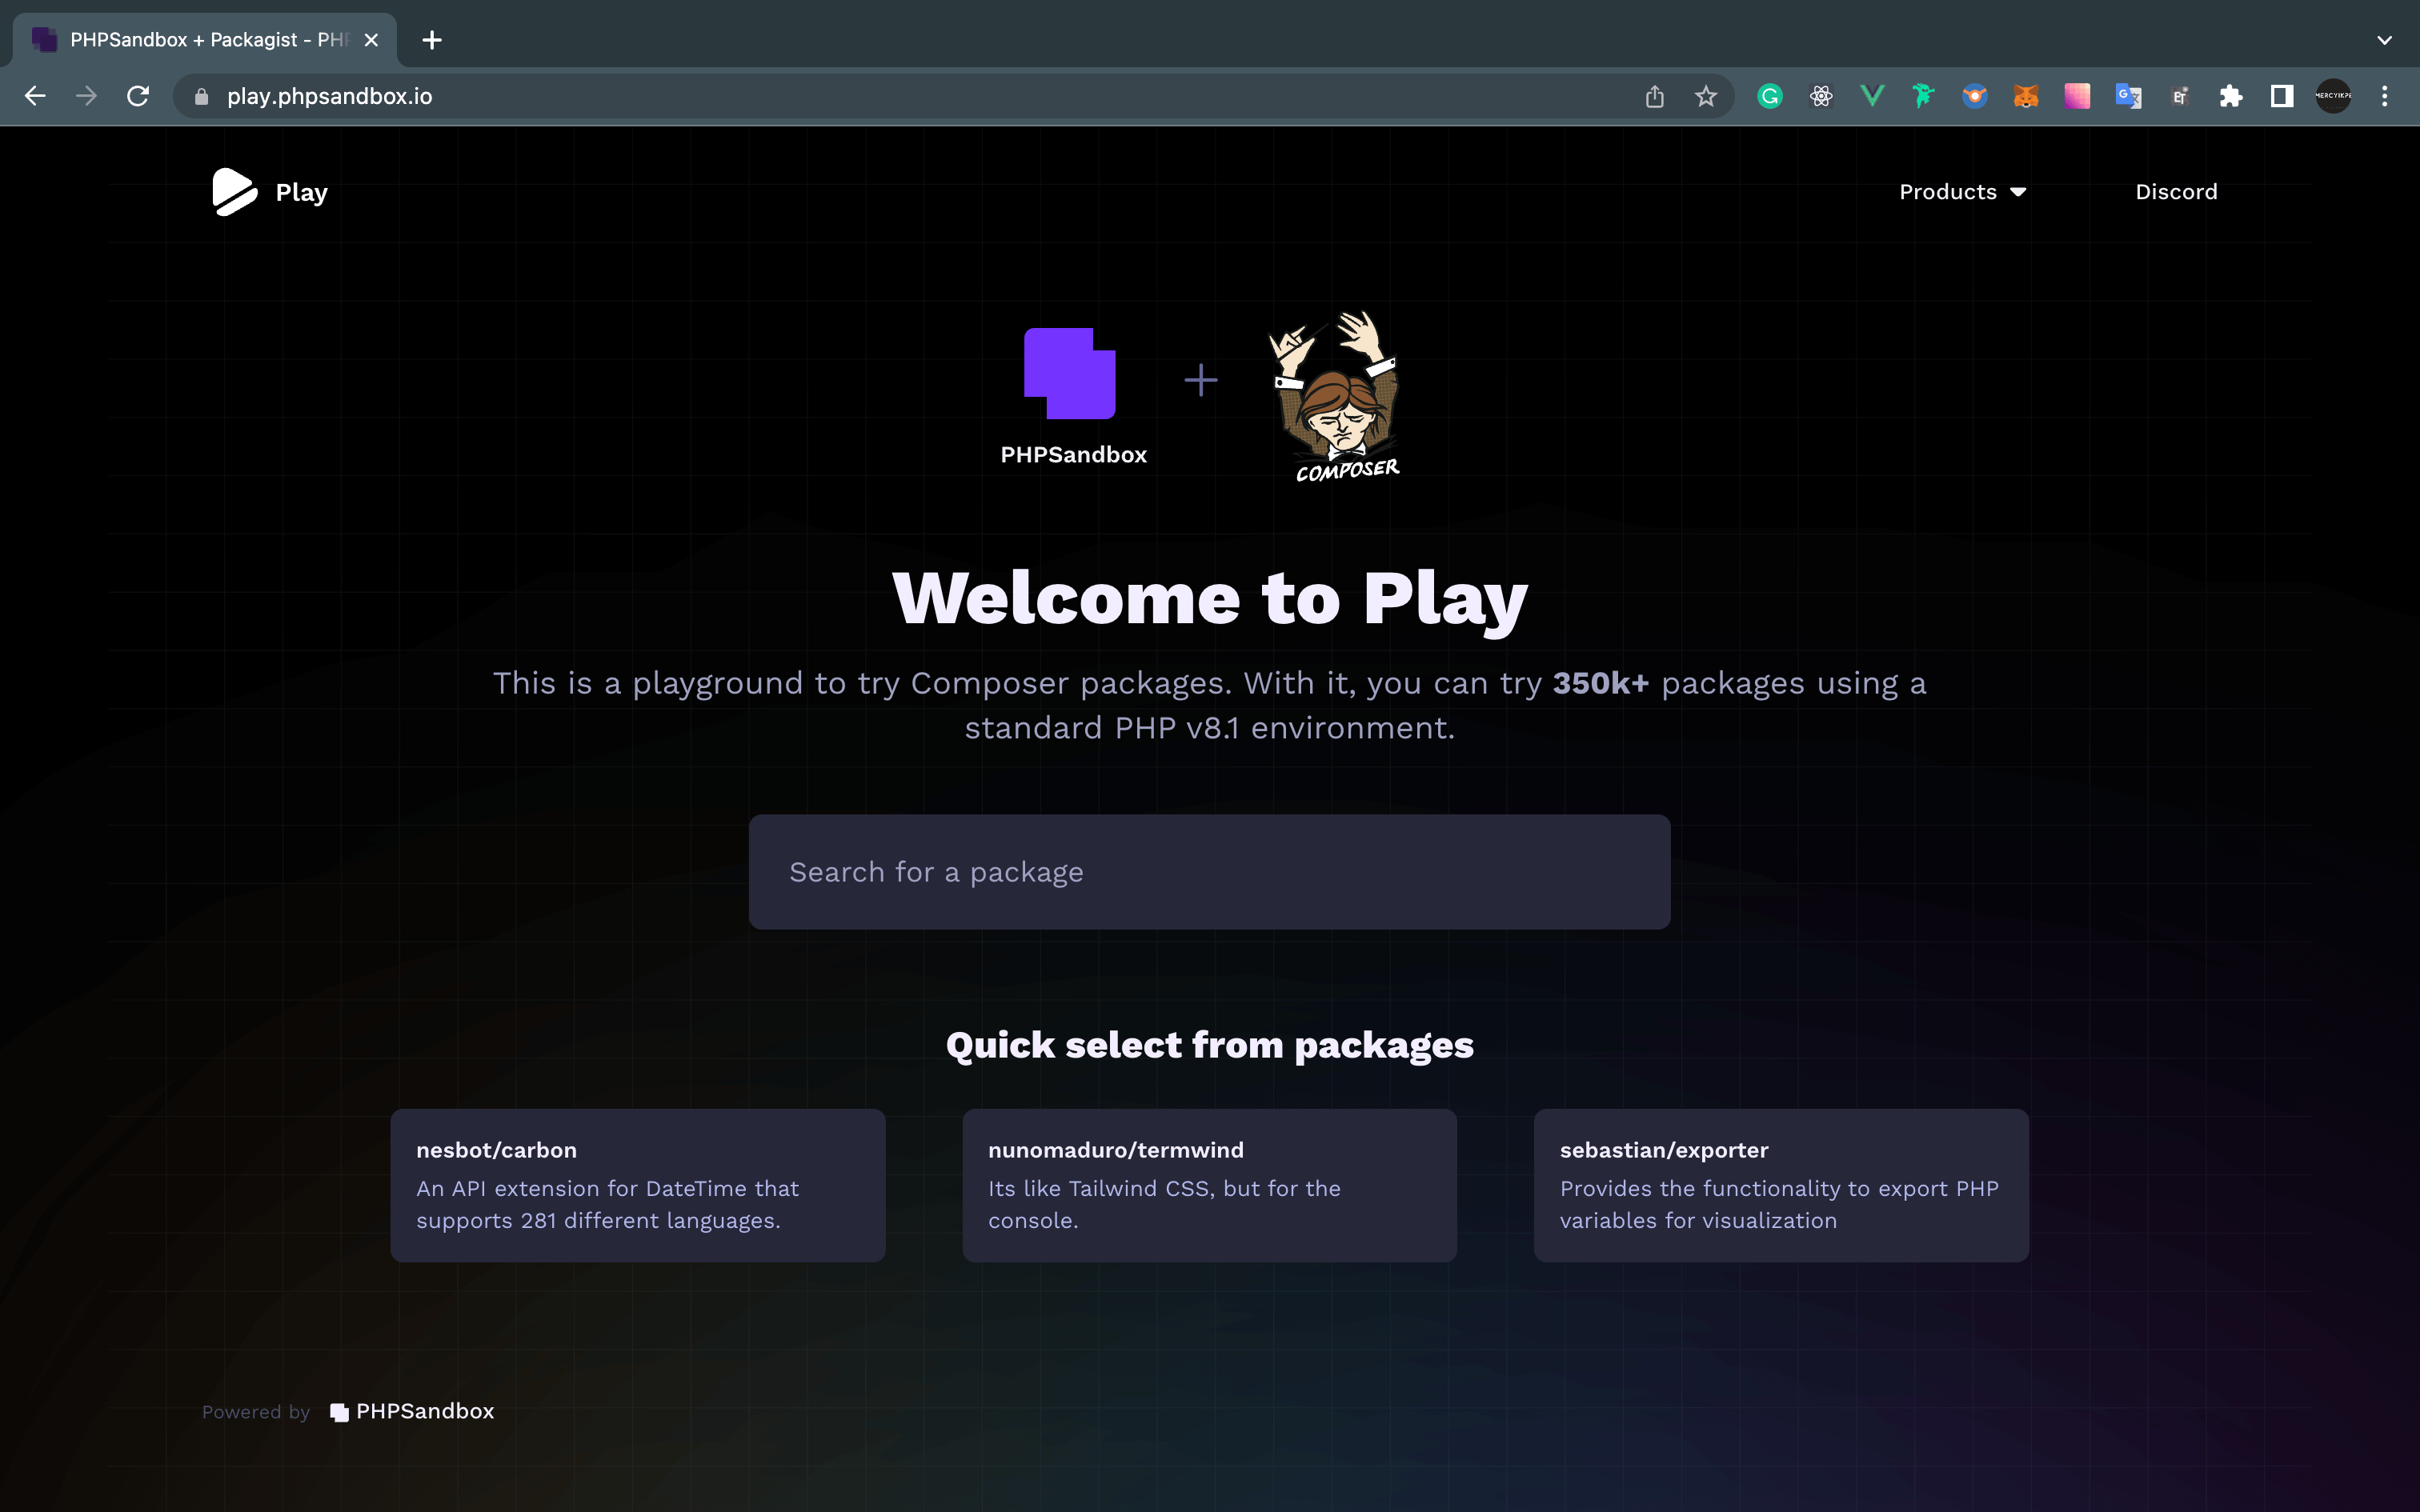 PHPSandbox + Packagist - PHP
play.phpsandbox.io
Play
Products
Discord
PHPSandbox
COMPOSER
Welcome to Play
This is a playground to try Composer packages. With it, you can try 350k+ packages using a
standard PHP v8.1 environment.
Search for a package
Quick select from packages
nesbot/carbon
An API extension for DateTime that
supports 281 different languages.
nunomaduro/termwind
Its like Tailwind CSS, but for the
console.
sebastian/exporter
Provides the functionality to export PHP
variables for visualization
Powered by PHPSandbox